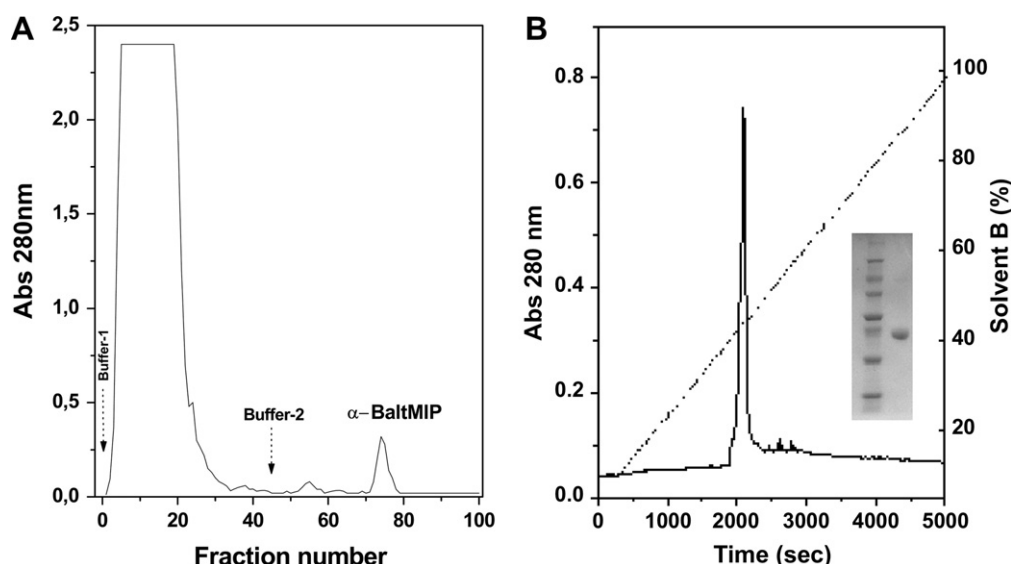 A
2,5
2,0
1,5
1,0
0,5
0,0
Abs 280nm
Buffer-1
Buffer-2
α–BaltMIP
0
20
40
60
80
100
Fraction number
B
0.8
0.6
0.4
0.2
0.0
Abs 280 nm
100
80
60
40
20
Solvent B (%)
0
1000
2000
3000
4000
5000
Time (sec)